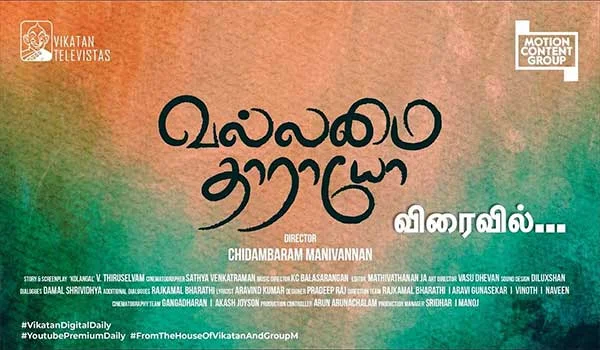 VIKATAN
TELEVISTAS
MOTION
CONTENT
GROUP
வல்லமை
தாராயோ
விரைவில்...
DIRECTOR
CHIDAMBARAM MANIVANNAN
STORY & SCREENPLAY 'KOLANGAL' V. THIRUSELVAM CINEMATOGRAPHER SATHYA VENKATRAMAN MUSIC DIRECTOR X.G BALASARANGAN EDITOR MATHIVATHANAN JA ART DIRECTOR VASU DHEVAN SOUND DESIGN DILUXSHAN
DIALOGUES DAMAL SHRIVIDHYA ADDITIONAL DIALOGUES RAJKAMAL BHARATHI LYRICIST ARAVIND KUMAR DESIGNER PRADEEP RAJ DIRECTION TEAM RAJKAMAL BHARATHI | ARAVI GUNASEKAR | VINOTH | NAVEEN
CINEMATOGRAPHY TEAM GANGADHARAN | AKASH JOYSON PRODUCTION CONTROLLER ARUN ARUNACHALAM PRODUCTION MANAGER SRIDHAR | MANOJ
#VikatanDigitalDaily
#YoutubePremiumDaily #FromTheHouseOfVikatanAndGroupM